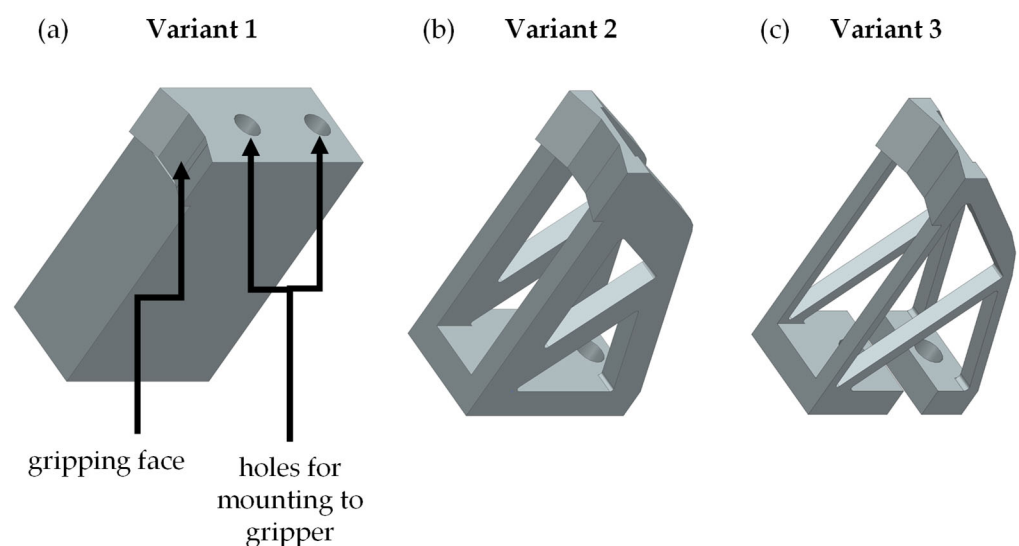 (a) Variant 1
(b) Variant 2
(c) Variant 3
gripping face
holes for
mounting to
gripper